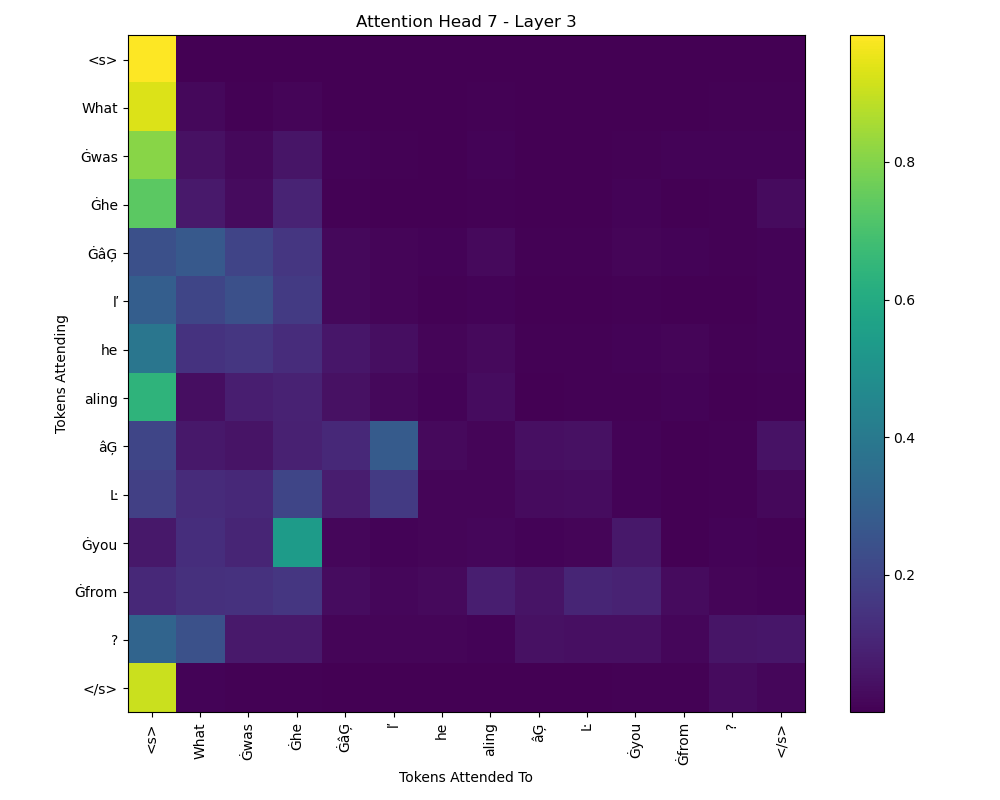 Attention Head 7 - Layer 3
Tokens Attending
<s>
What
Ġwas
Ġhe
ĠâĢ
ľ
he
aling
âĢ
Ŀ
Ġyou
Ġfrom
?
</s>
<s>
What
Ġwas
Ġhe
ĠâĢ
ľ
he
aling
âĢ
Ŀ
Ġyou
Ġfrom
?
</s>
Tokens Attended To
0.8
0.6
0.4
0.2